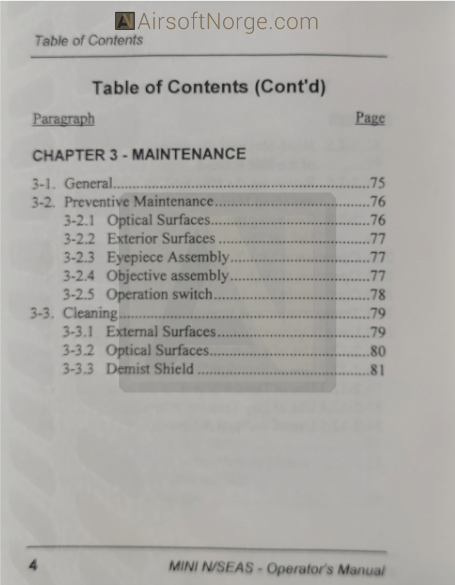 AirsoftNorge.com
Table of Contents
Table of Contents (Cont'd)
Paragraph Page
CHAPTER 3 - MAINTENANCE
3-1. General..........75
3-2. Preventive Maintenance..........76
3-2.1 Optical Surfaces..........76
3-2.2 Exterior Surfaces ..........77
3-2.3 Eyepiece Assembly..........77
3-2.4 Objective assembly..........77
3-2.5 Operation switch..........78
3-3. Cleaning..........79
3-3.1 External Surfaces..........79
3-3.2 Optical Surfaces..........80
3-3.3 Demist Shield ..........81
4 MINI N/SEAS - Operator's Manual